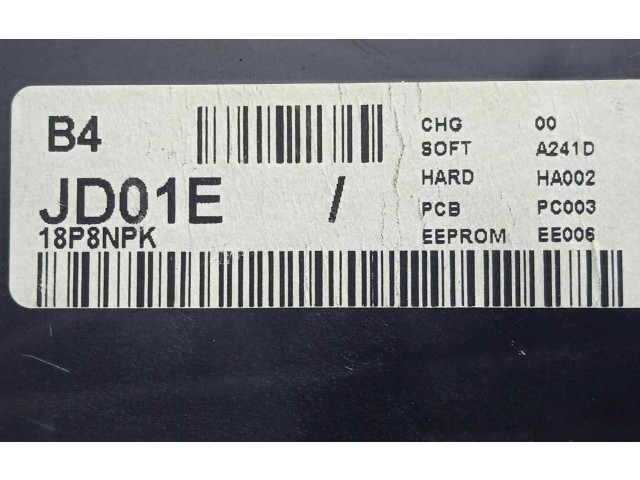 B4
JD01E /
18P8NPK
CHG 00
SOFT A241D
HARD HA002
PCB PC003
EEPROM EE006